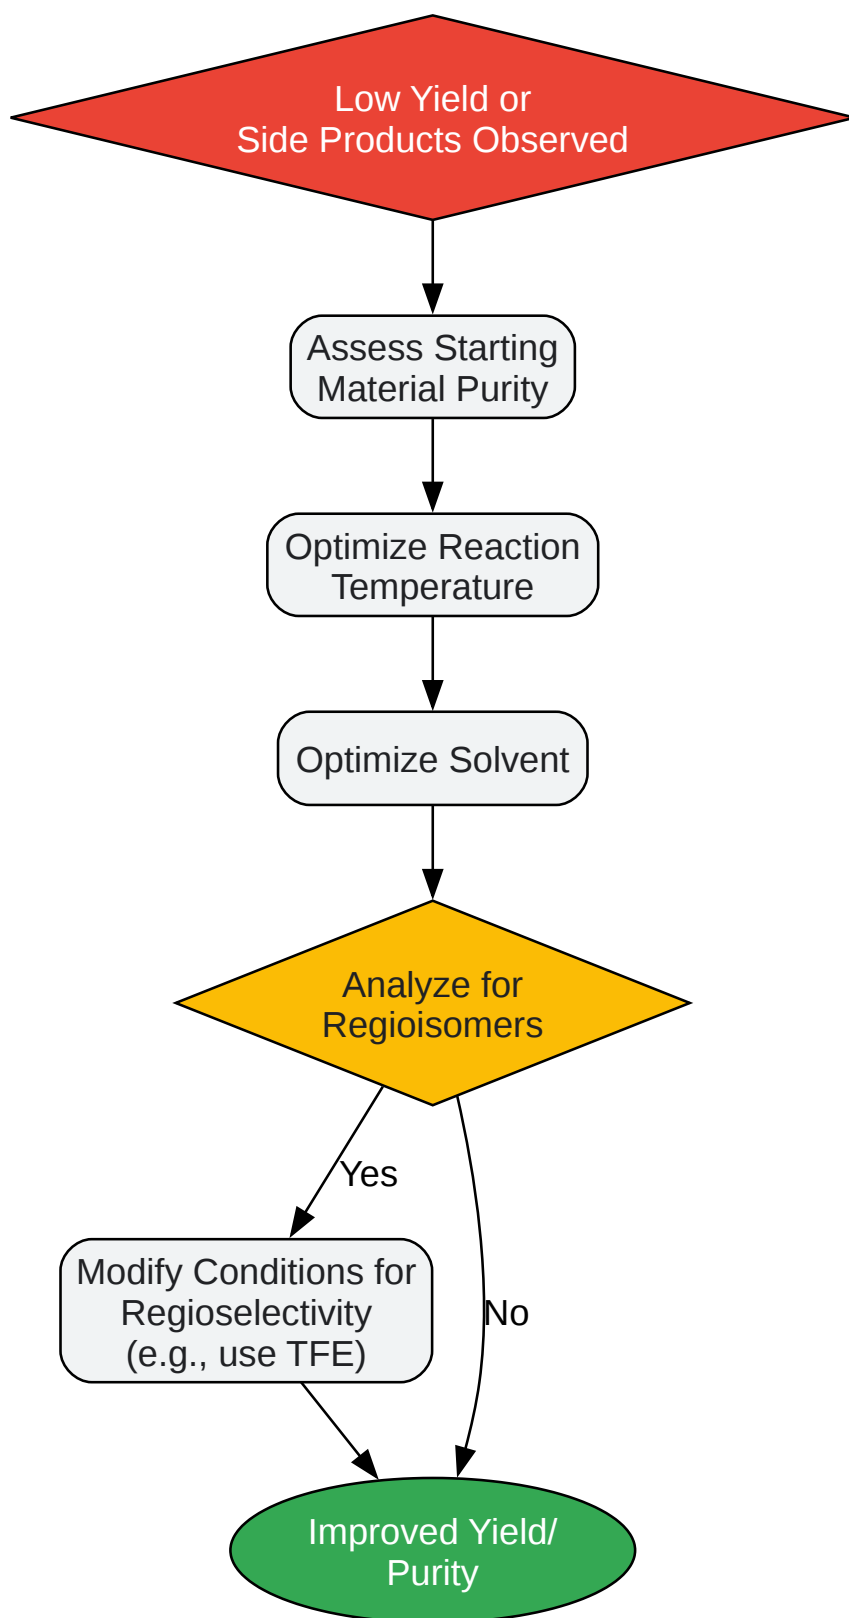 Low Yield or
Side Products Observed
Assess Starting
Material Purity
Optimize Reaction
Temperature
Optimize Solvent
Analyze for
Regioisomers
Yes
Modify Conditions for
Regioselectivity
(e.g., use TFE)
No
Improved Yield/
Purity